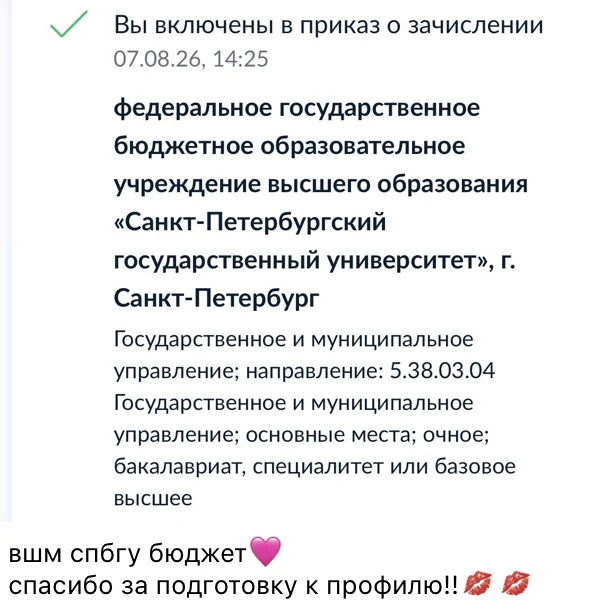 Вы включены в приказ о зачислении
07.08.26, 14:25
федеральное государственное
бюджетное образовательное
учреждение высшего образования
«Санкт-Петербургский
государственный университет», г.
Санкт-Петербург
Государственное и муниципальное
управление; направление: 5.38.03.04
Государственное и муниципальное
управление; основные места; очное;
бакалавриат, специалитет или базовое
высшее
вшм спбгу бюджет🩷
спасибо за подготовку к профилю!!💋 💋